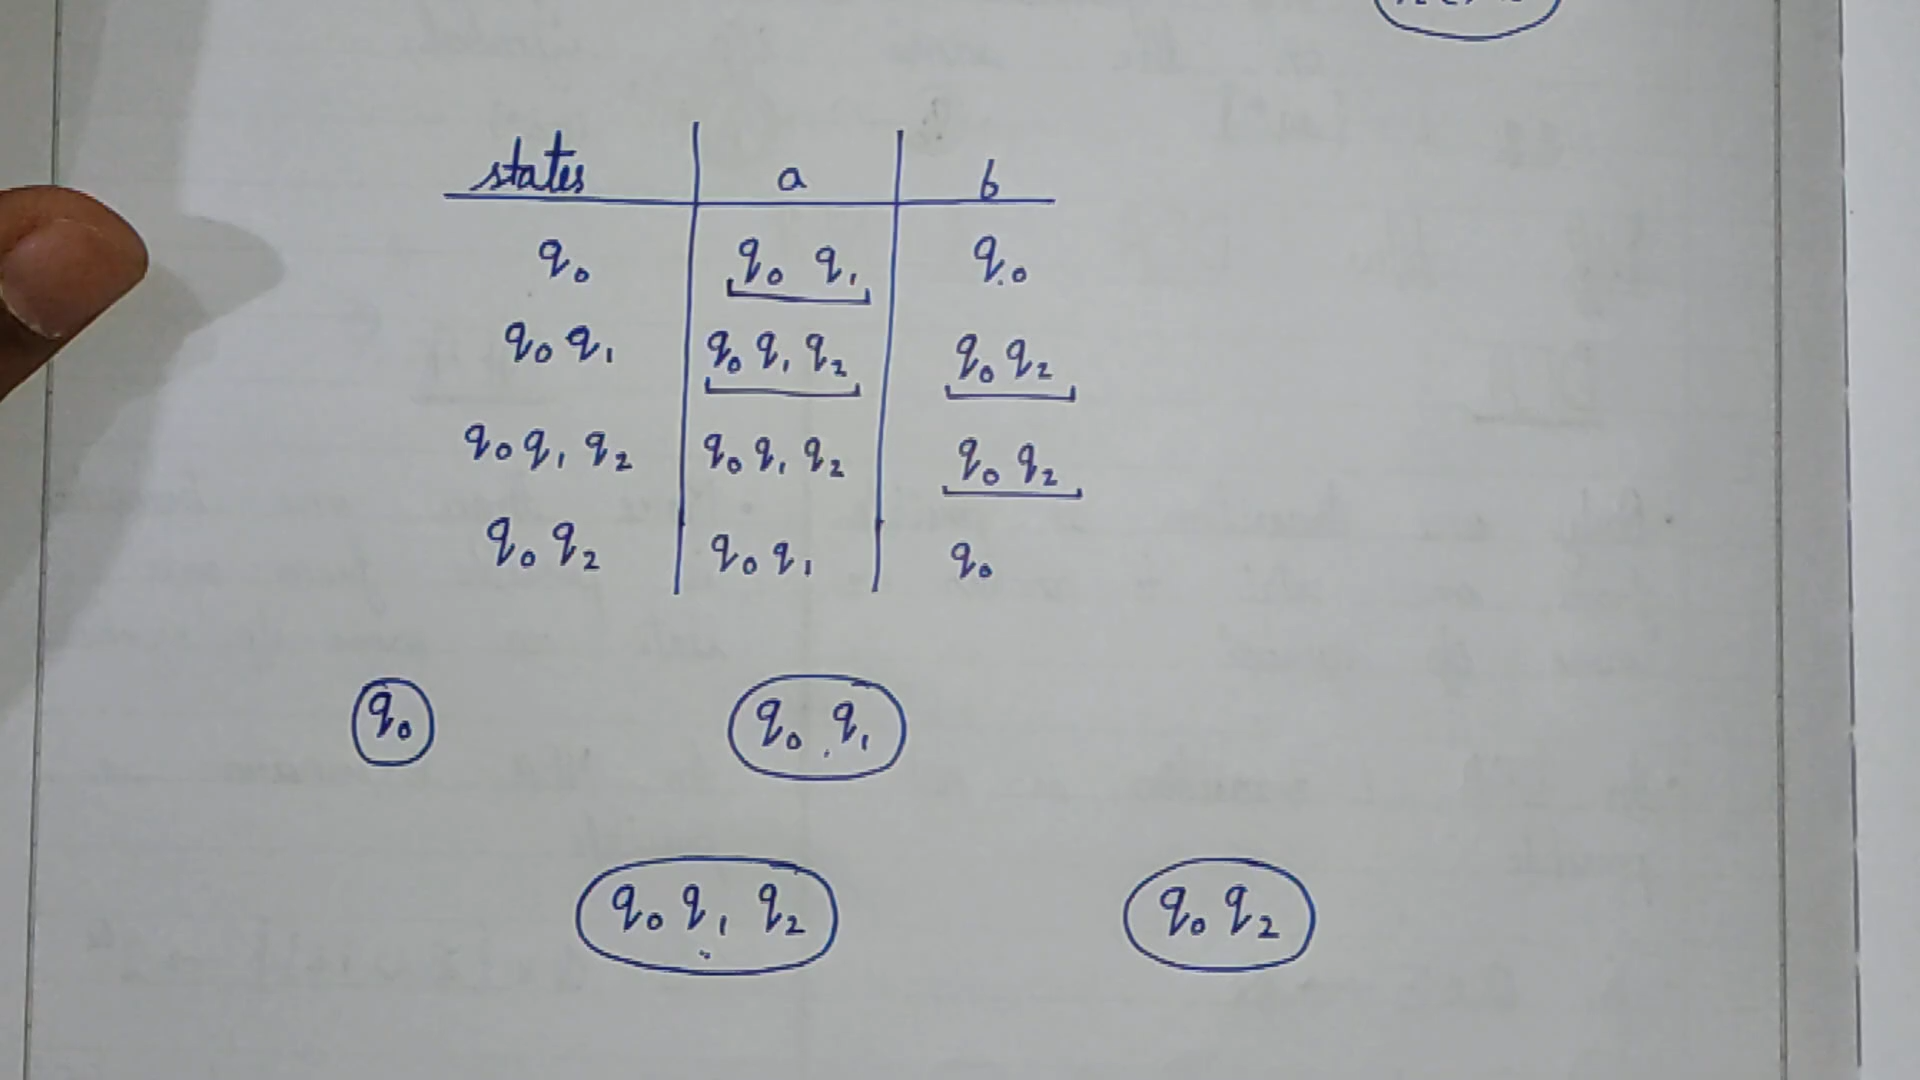 states a b
q₀ q₀ q₁ q₀
q₀ q₁ q₀ q₁ q₂ q₀ q₂
q₀ q₁ q₂ q₀ q₁ q₂ q₀ q₂
q₀ q₂ q₀ q₁ q₀
q₀ q₀ q₁
q₀ q₁ q₂ q₀ q₂